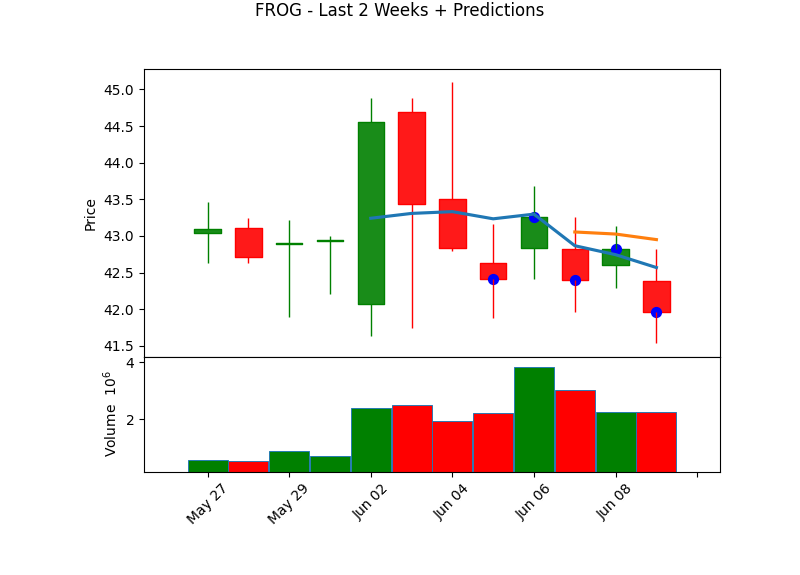 FROG - Last 2 Weeks + Predictions
45.0
44.5
44.0
43.5
43.0
42.5
42.0
41.5
Price
4
2
Volume 10^6
May 27
May 29
Jun 02
Jun 04
Jun 06
Jun 08